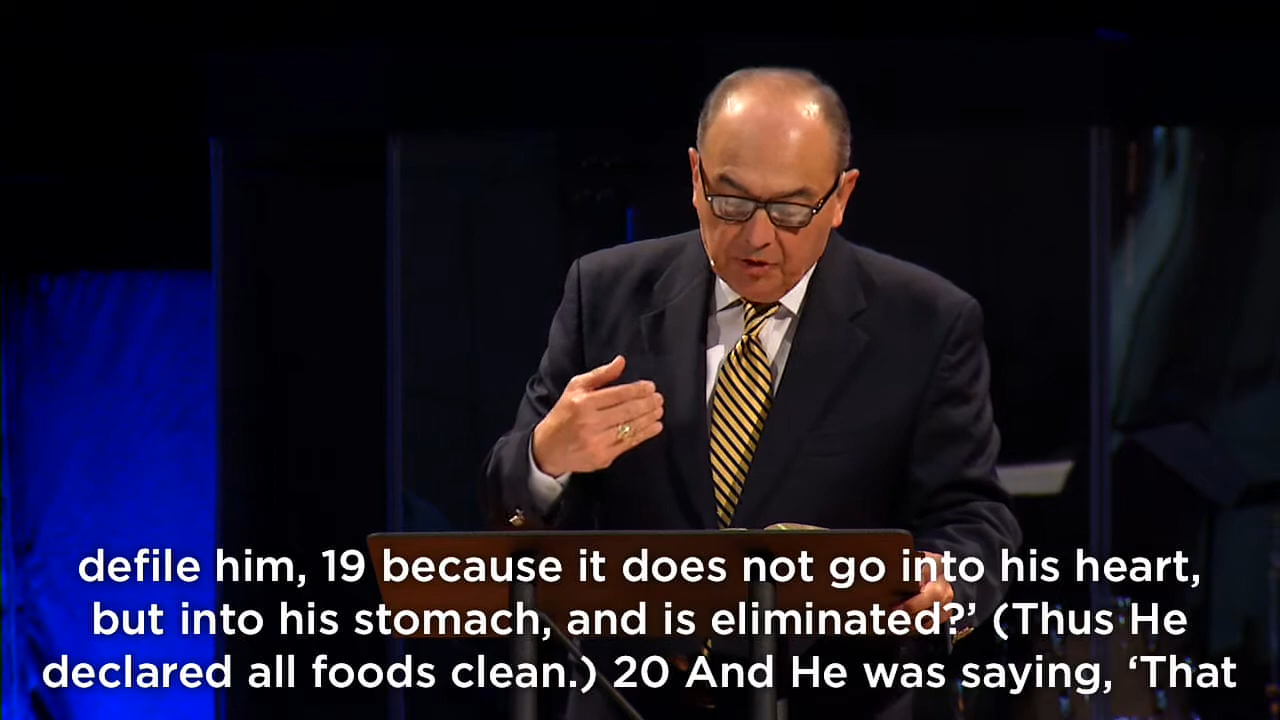 defile him, 19 because it does not go into his heart,
but into his stomach, and is eliminated?’ (Thus He
declared all foods clean.) 20 And He was saying, ‘That